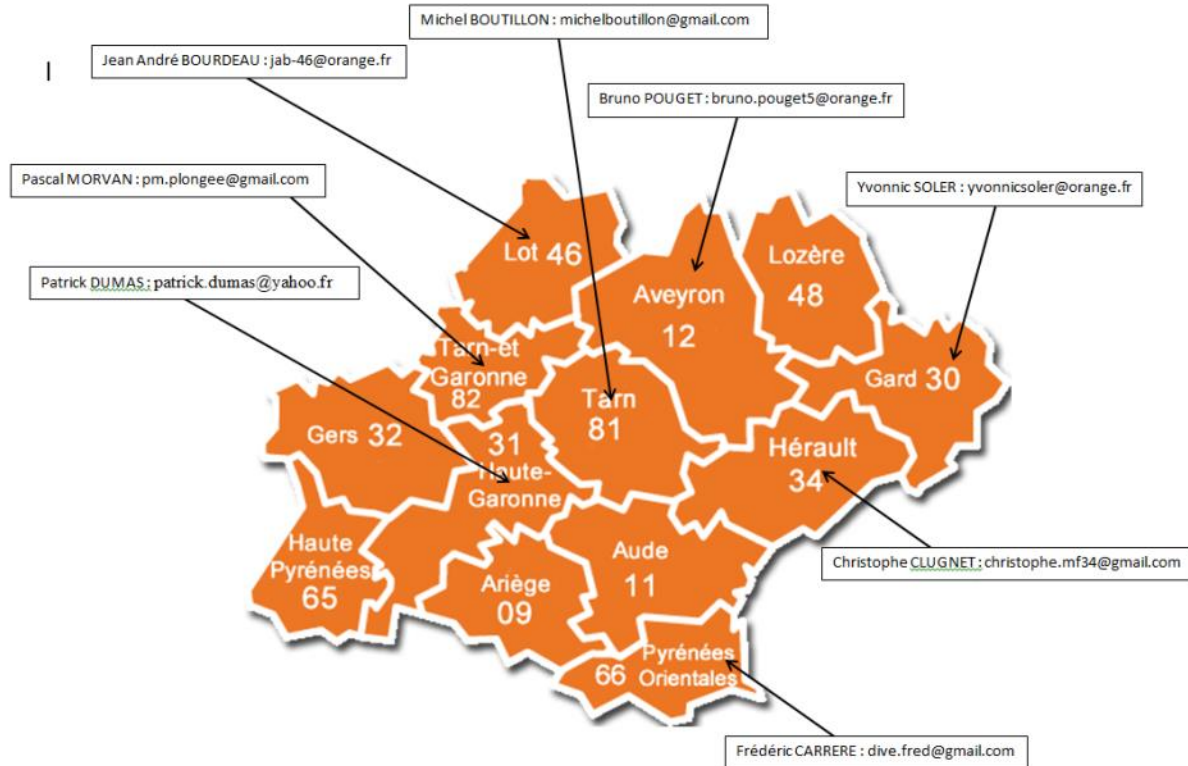 Michel BOUTILLON : michelboutillon@gmail.com
Jean André BOURDEAU : jab-46@orange.fr
Bruno POUGET : bruno.pouget5@orange.fr
Pascal MORVAN : pm.plongee@gmail.com
Yvonnic SOLER : yvonnicsoler@orange.fr
Patrick DUMAS : patrick.dumas@yahoo.fr
Lot 46
Lozère
48
Aveyron
12
Tarn-et
Garonne
82
Gard 30
Tarn
81
Gers 32
31
Haute-
Garonne
Hérault
34
Haute
Pyrénées
65
Ariège
09
Aude
11
Christophe CLUGNET : christophe.mf34@gmail.com
66
Pyrénées
Orientales
Frédéric CARRERE : dive.fred@gmail.com